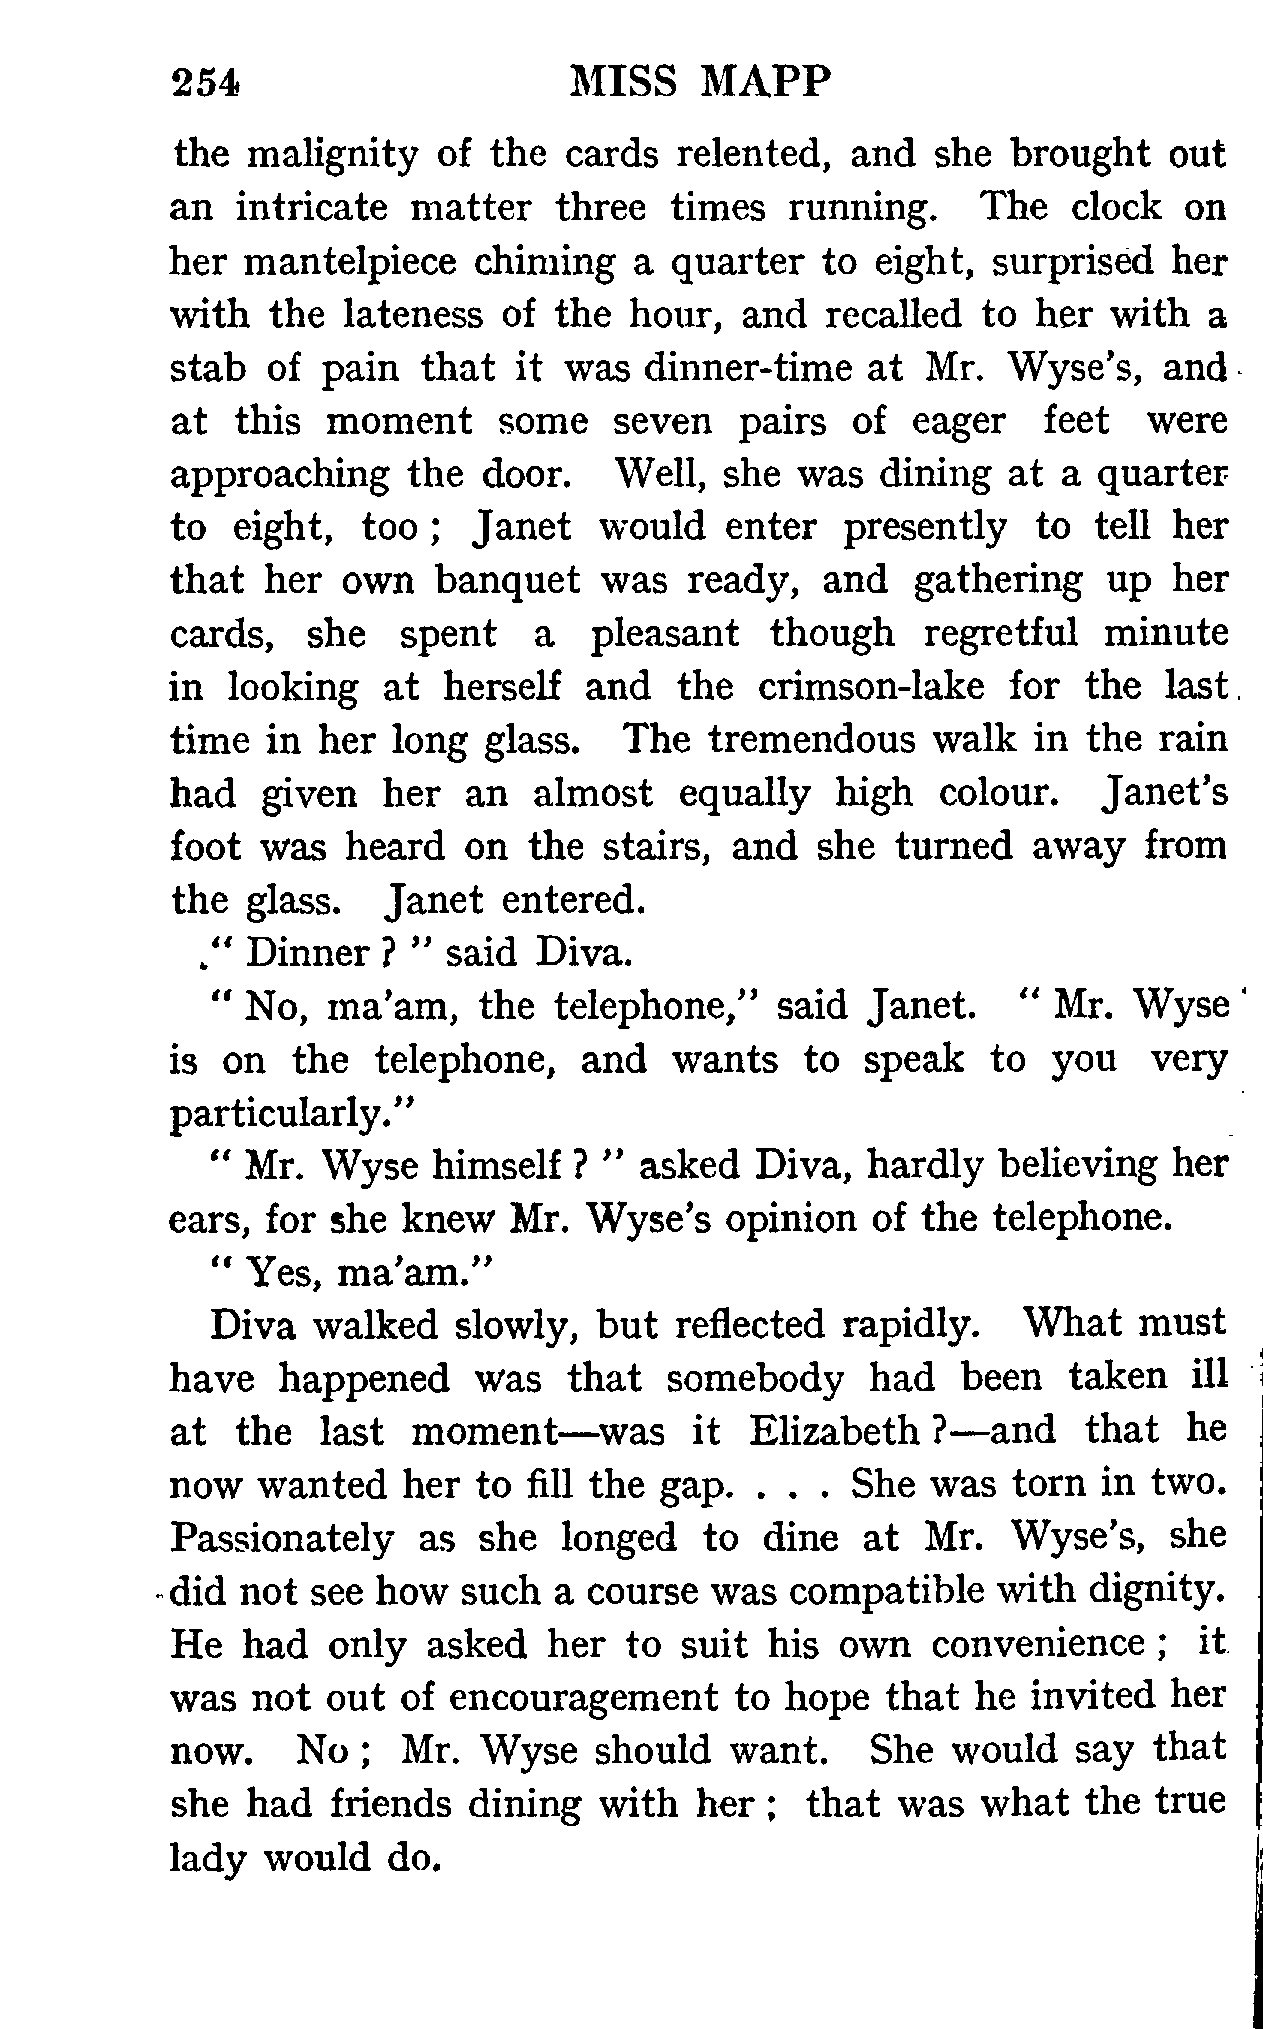 254 MISS MAPP
the malignity of the cards relented, and she brought out
an intricate matter three times running. The clock on
her mantelpiece chiming a quarter to eight, surprised her
with the lateness of the hour, and recalled to her with a
stab of pain that it was dinner-time at Mr. Wyse's, and
at this moment some seven pairs of eager feet were
approaching the door. Well, she was dining at a quarter
to eight, too ; Janet would enter presently to tell her
that her own banquet was ready, and gathering up her
cards, she spent a pleasant though regretful minute
in looking at herself and the crimson-lake for the last
time in her long glass. The tremendous walk in the rain
had given her an almost equally high colour. Janet's
foot was heard on the stairs, and she turned away from
the glass. Janet entered.
" Dinner ? " said Diva.
" No, ma'am, the telephone," said Janet. " Mr. Wyse
is on the telephone, and wants to speak to you very
particularly."
" Mr. Wyse himself ? " asked Diva, hardly believing her
ears, for she knew Mr. Wyse's opinion of the telephone.
" Yes, ma'am."
Diva walked slowly, but reflected rapidly. What must
have happened was that somebody had been taken ill
at the last moment—was it Elizabeth ?—and that he
now wanted her to fill the gap. . . . She was torn in two.
Passionately as she longed to dine at Mr. Wyse's, she
did not see how such a course was compatible with dignity.
He had only asked her to suit his own convenience ; it
was not out of encouragement to hope that he invited her
now. No ; Mr. Wyse should want. She would say that
she had friends dining with her ; that was what the true
lady would do.